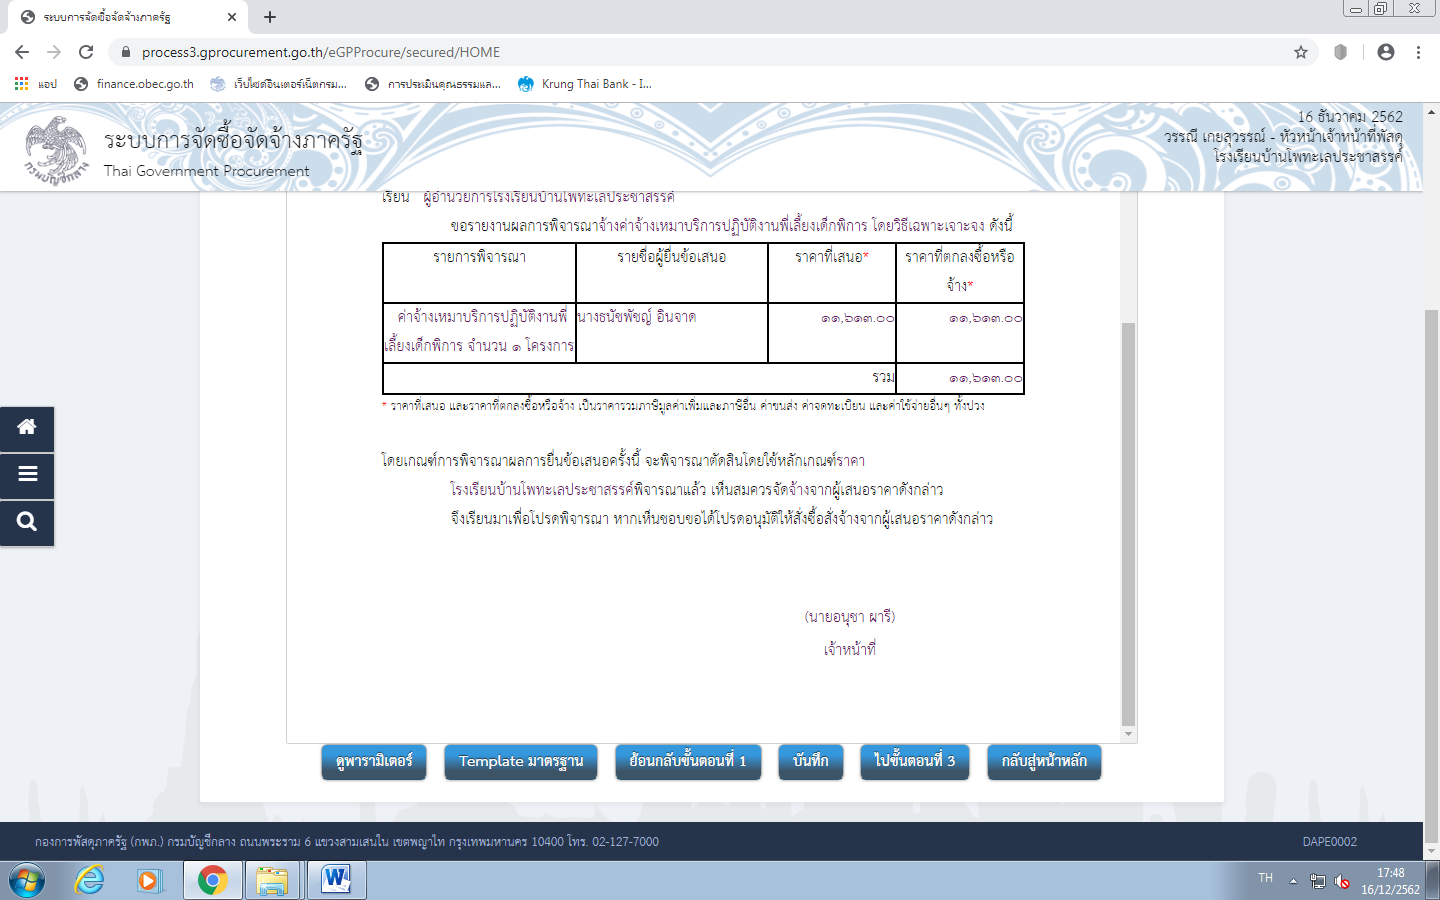 ระบบการจัดซื้อจัดจ้างภาครัฐ
process3.gprocurement.go.th/eGPProcure/secured/HOME
แอป finance.obec.go.th เว็บไซต์อินเตอร์เน็ตกรม... การประเมินคุณธรรมแล... Krung Thai Bank - I...
ระบบการจัดซื้อจัดจ้างภาครัฐ
Thai Government Procurement
กรมบัญชีกลาง
16 ธันวาคม 2562
วรรณี เกยสุวรรณ์ - หัวหน้าเจ้าหน้าที่พัสดุ
โรงเรียนบ้านโพทะเลประชาสรรค์
เรียน ผู้อำนวยการโรงเรียนบ้านโพทะเลประชาสรรค์
ขอรายงานผลการพิจารณาจ้างค่าจ้างเหมาบริการปฏิบัติงานพี่เลี้ยงเด็กพิการ โดยวิธีเฉพาะเจาะจง ดังนี้
รายการพิจารณา รายชื่อผู้ยื่นข้อเสนอ ราคาที่เสนอ* ราคาที่ตกลงซื้อหรือ
จ้าง*
ค่าจ้างเหมาบริการปฏิบัติงานพี่ นางธนัชพัชญ์ อินจาด ๑๑,๖๑๓.๐๐ ๑๑,๖๑๓.๐๐
เลี้ยงเด็กพิการ จำนวน ๑ โครงการ
รวม ๑๑,๖๑๓.๐๐
* ราคาที่เสนอ และราคาที่ตกลงซื้อหรือจ้าง เป็นราคารวมภาษีมูลค่าเพิ่มและภาษีอื่น ค่าขนส่ง ค่าจดทะเบียน และค่าใช้จ่ายอื่นๆ ทั้งปวง
โดยเกณฑ์การพิจารณาผลการยื่นข้อเสนอครั้งนี้ จะพิจารณาตัดสินโดยใช้หลักเกณฑ์ราคา
โรงเรียนบ้านโพทะเลประชาสรรค์พิจารณาแล้ว เห็นสมควรจัดจ้างจากผู้เสนอราคาดังกล่าว
จึงเรียนมาเพื่อโปรดพิจารณา หากเห็นชอบขอได้โปรดอนุมัติให้สั่งซื้อสั่งจ้างจากผู้เสนอราคาดังกล่าว
(นายอนุชา ผารี)
เจ้าหน้าที่
ดูพารามิเตอร์ Template มาตรฐาน ย้อนกลับขั้นตอนที่ 1 บันทึก ไปขั้นตอนที่ 3 กลับสู่หน้าหลัก
กองการพัสดุภาครัฐ (กพภ.) กรมบัญชีกลาง ถนนพระราม 6 แขวงสามเสนใน เขตพญาไท กรุงเทพมหานคร 10400 โทร. 02-127-7000 DAPE0002
TH 17:48
16/12/2562